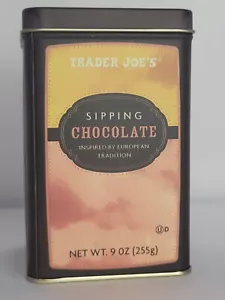 TRADER JOE'S
SIPPING
CHOCOLATE
INSPIRED BY EUROPEAN
TRADITION
U D
NET WT. 9 OZ (255g)